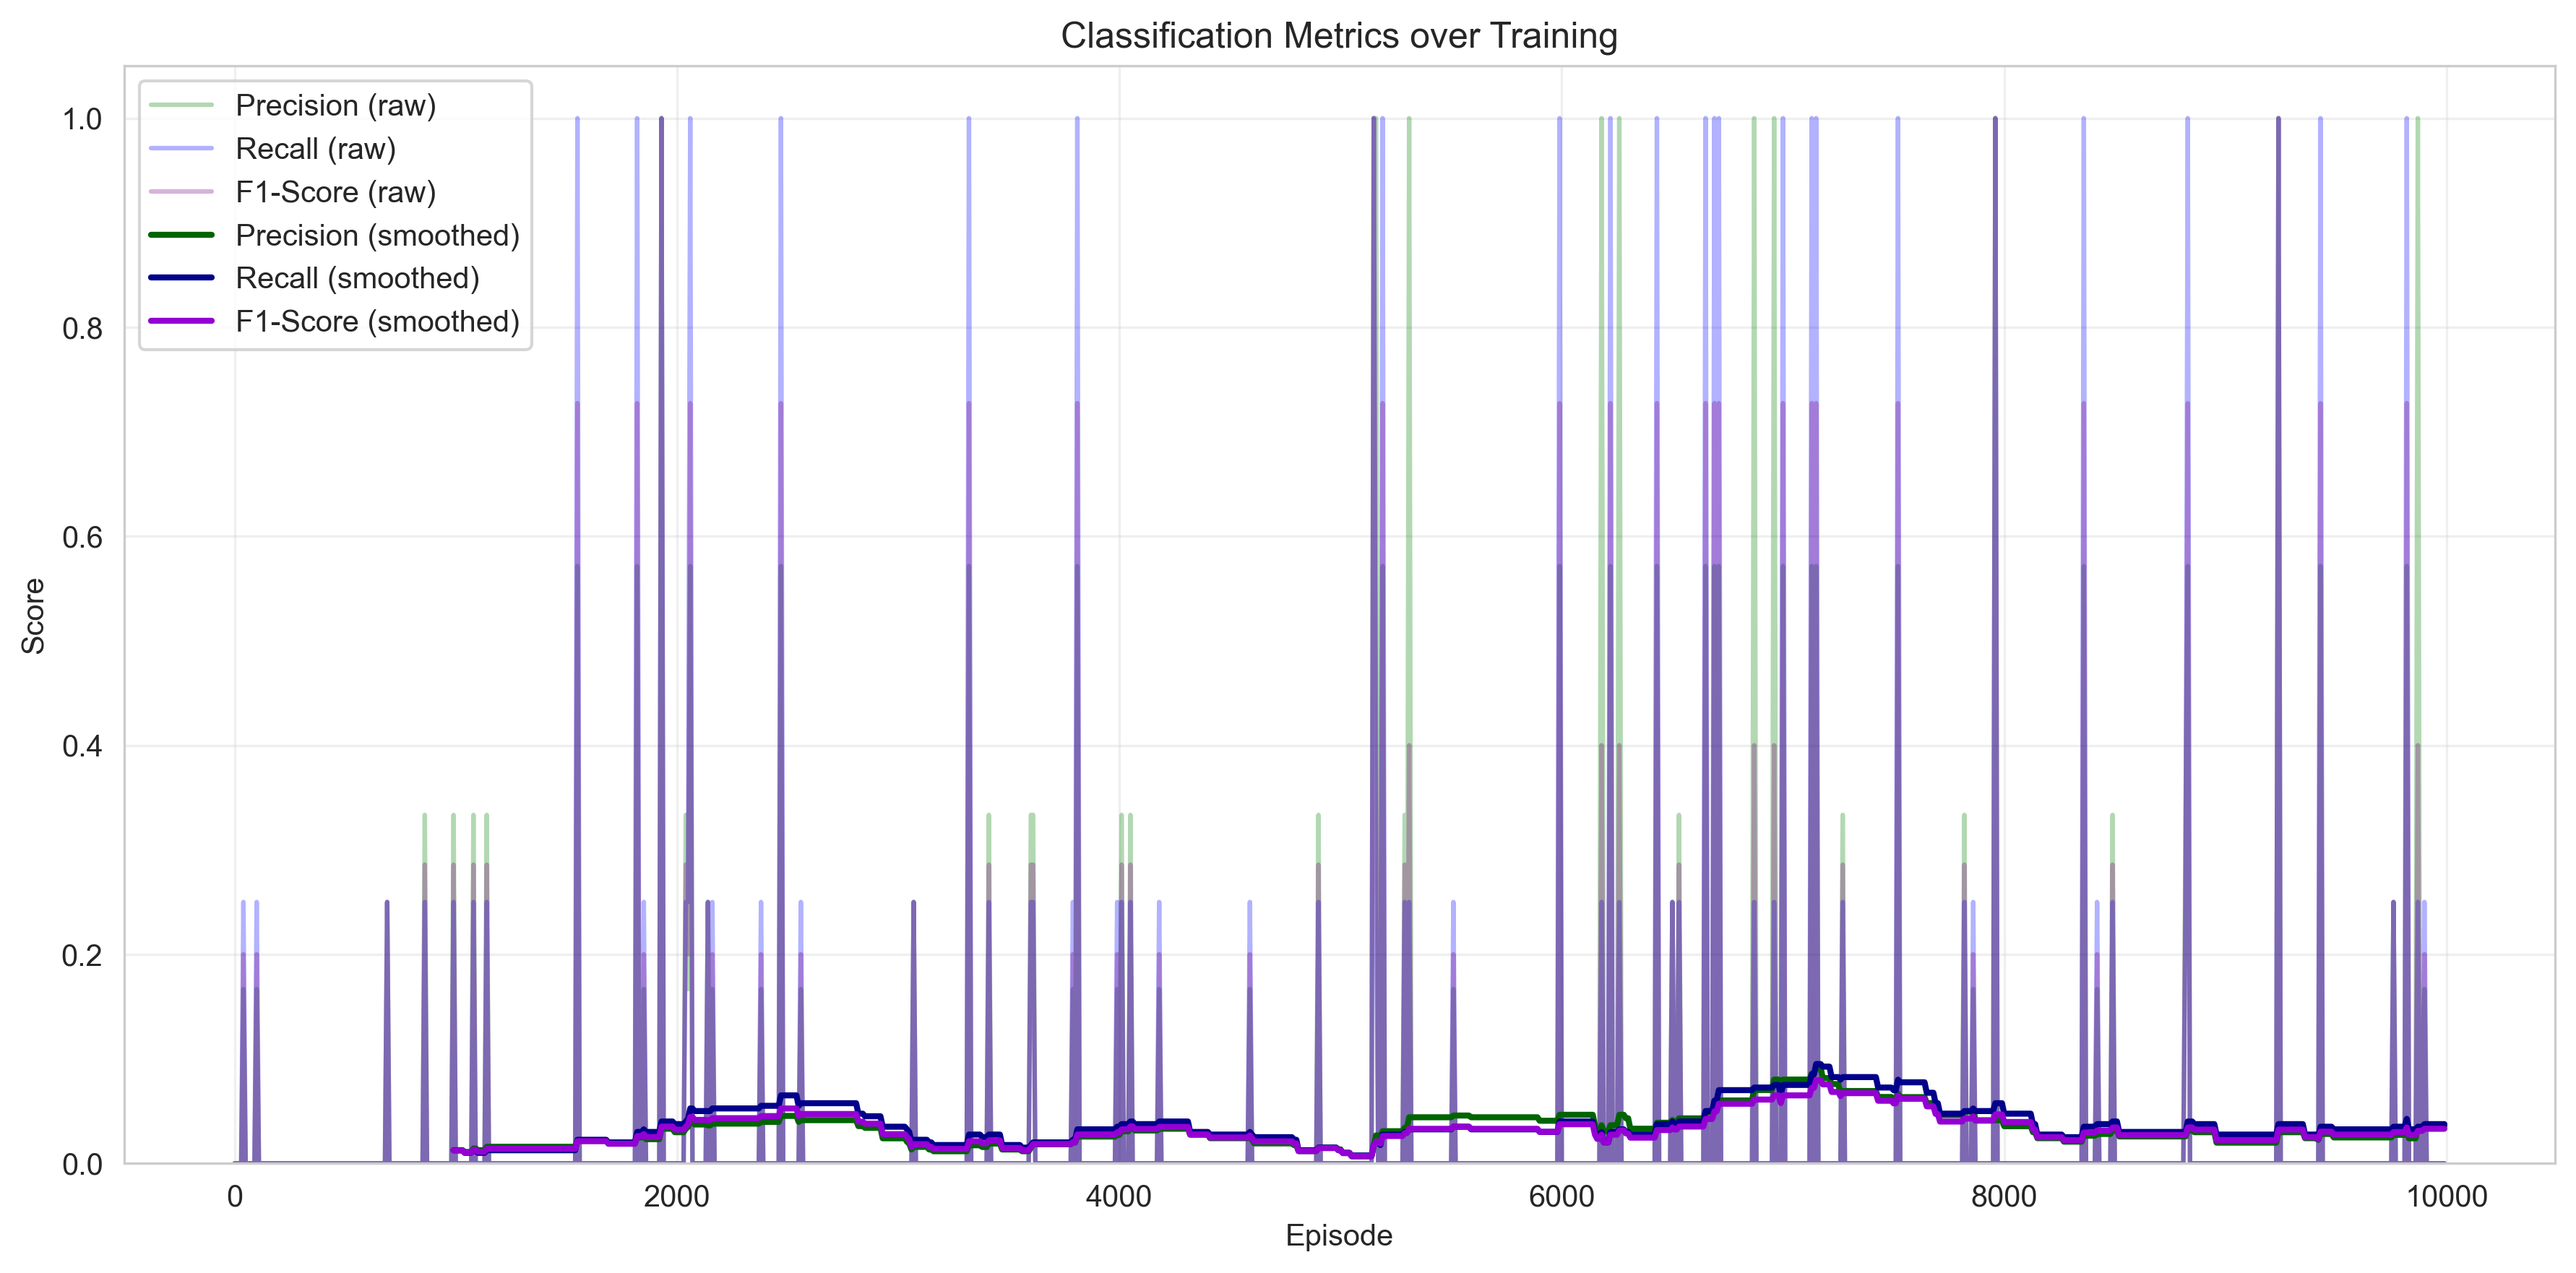 Classification Metrics over Training
Precision (raw)
Recall (raw)
F1-Score (raw)
Precision (smoothed)
Recall (smoothed)
F1-Score (smoothed)
1.0
0.8
0.6
0.4
0.2
0.0
Score
0 2000 4000 6000 8000 10000
Episode